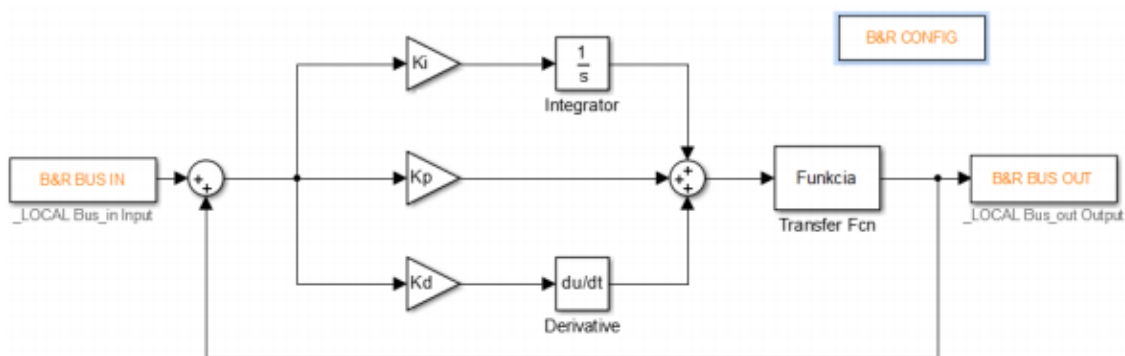 B&R CONFIG
Ki
1
s
Integrator
B&R BUS IN
_LOCAL Bus_in Input
+
+
Kp
+
+
+
Funkcia
Transfer Fcn
B&R BUS OUT
_LOCAL Bus_out Output
Kd
du/dt
Derivative